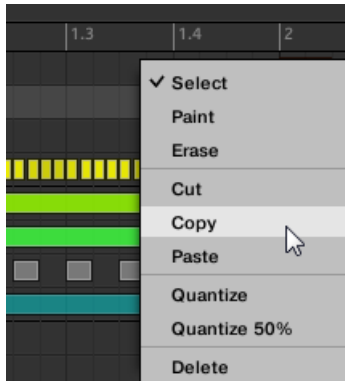 1.3 1.4 2
Select
Paint
Erase
Cut
Copy
Paste
Quantize
Quantize 50%
Delete